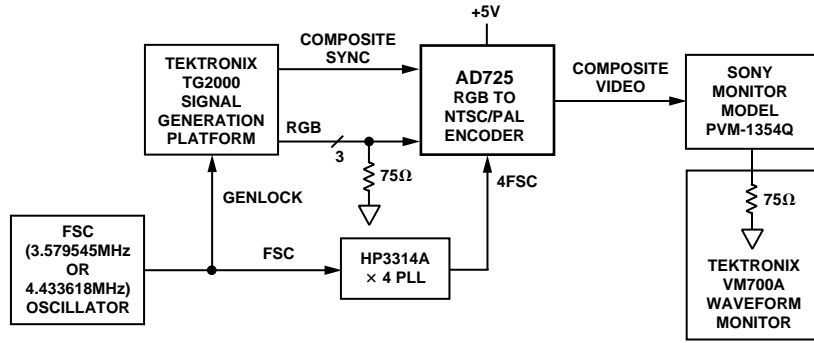 +5V
TEKTRONIX
TG2000
SIGNAL
GENERATION
PLATFORM
COMPOSITE
SYNC
RGB
3
75Ω
AD725
RGB TO
NTSC/PAL
ENCODER
COMPOSITE
VIDEO
SONY
MONITOR
MODEL
PVM-1354Q
GENLOCK
4FSC
75Ω
FSC
(3.579545MHz
OR
4.433618MHz)
OSCILLATOR
FSC
HP3314A
× 4 PLL
TEKTRONIX
VM700A
WAVEFORM
MONITOR